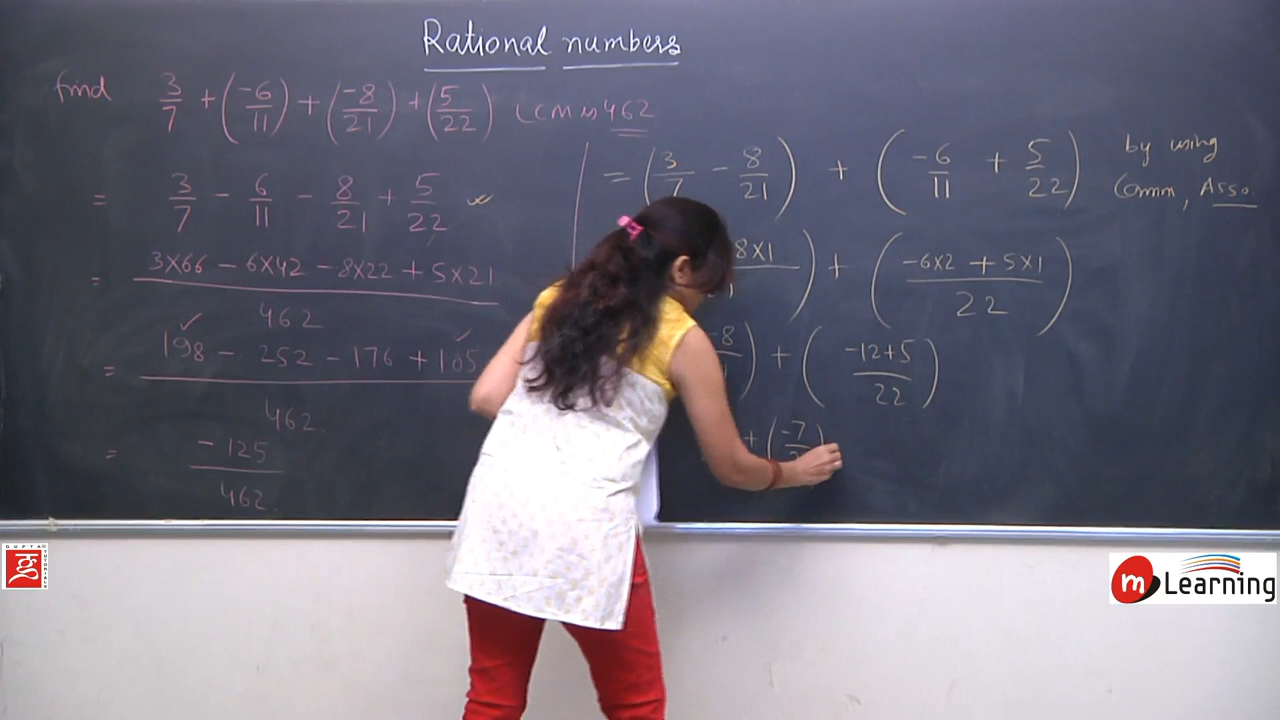 Rational numbers
find 3/7 + (-6/11) + (-8/21) + (5/22) LCM is 462
= 3/7 - 6/11 - 8/21 + 5/22
= 3×66 - 6×42 - 8×22 + 5×21 / 462
= 198 - 252 - 176 + 105 / 462
= -125/462
= (3/7 - 8/21) + (-6/11 + 5/22) by using Comm, Asso.
8×1 ) + (-6×2 + 5×1 / 22)
-8 ) + (-12+5 / 22)
+ (-7
GUPTA TUTORIALS
m Learning